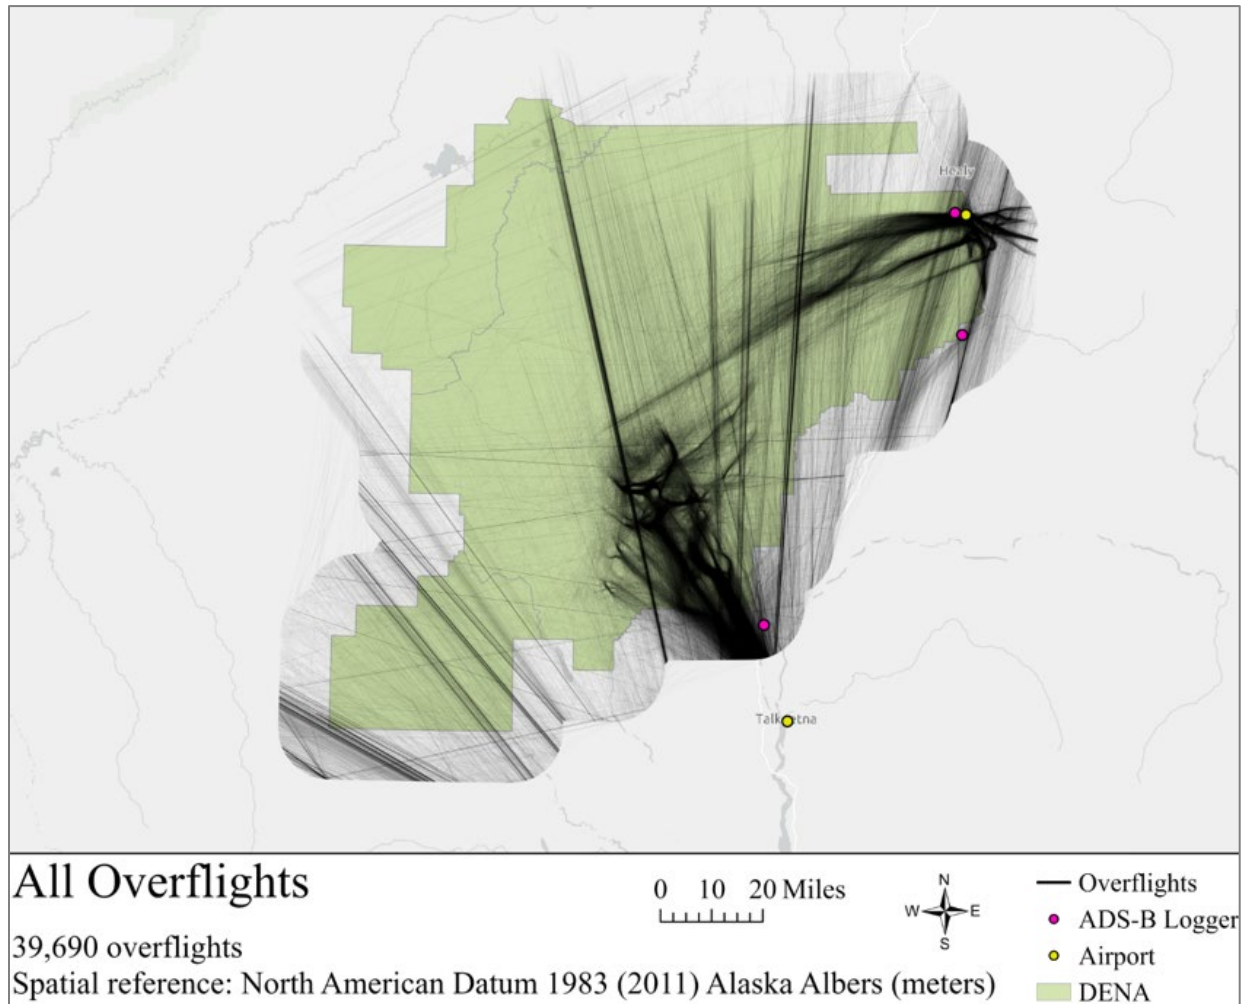 Healy
Talkeetna
All Overflights
39,690 overflights
Spatial reference: North American Datum 1983 (2011) Alaska Albers (meters)
0 10 20 Miles
N
W E
S
Overflights
ADS-B Logger
Airport
DENA